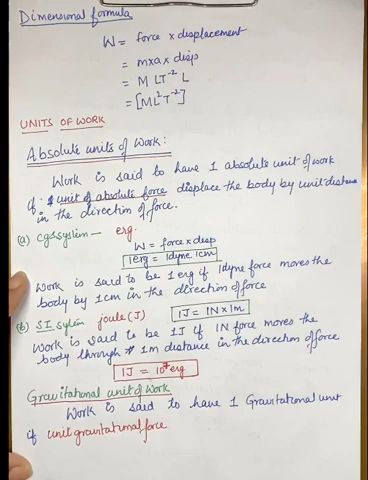 Dimensional formula
W = force x displacement
= m x a x disp
= M LT⁻² L
= [ML²T⁻²]
UNITS OF WORK
Absolute units of Work:
Work is said to have 1 absolute unit of work
if unit of absolute force displace the body by unit distance
in the direction of force.
(a) cgs system - erg.
W = force x disp
1erg = 1dyne 1cm
Work is said to be 1 erg if 1dyne force moves the
body by 1cm in the direction of force
(b) SI system joule (J) 1J = 1N x 1m
Work is said to be 1J if 1N force moves the
body through 1m distance in the direction of force
1J = 10⁷ erg
Gravitational unit of Work
Work is said to have 1 Gravitational unit
if unit gravitational force